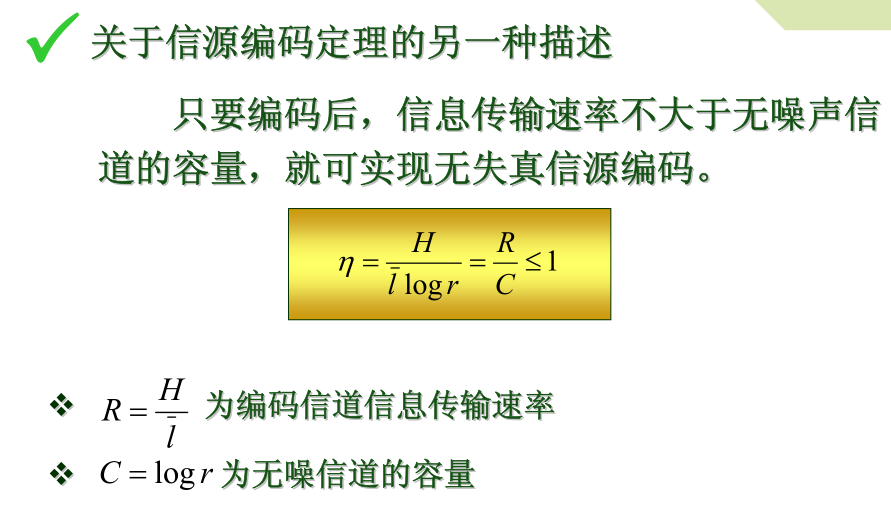 关于信源编码定理的另一种描述
只要编码后，信息传输速率不大于无噪声信
道的容量，就可实现无失真信源编码。
η = H / (l̄ log r) = R / C ≤ 1
R = H / l̄ 为编码信道信息传输速率
C = log r 为无噪信道的容量